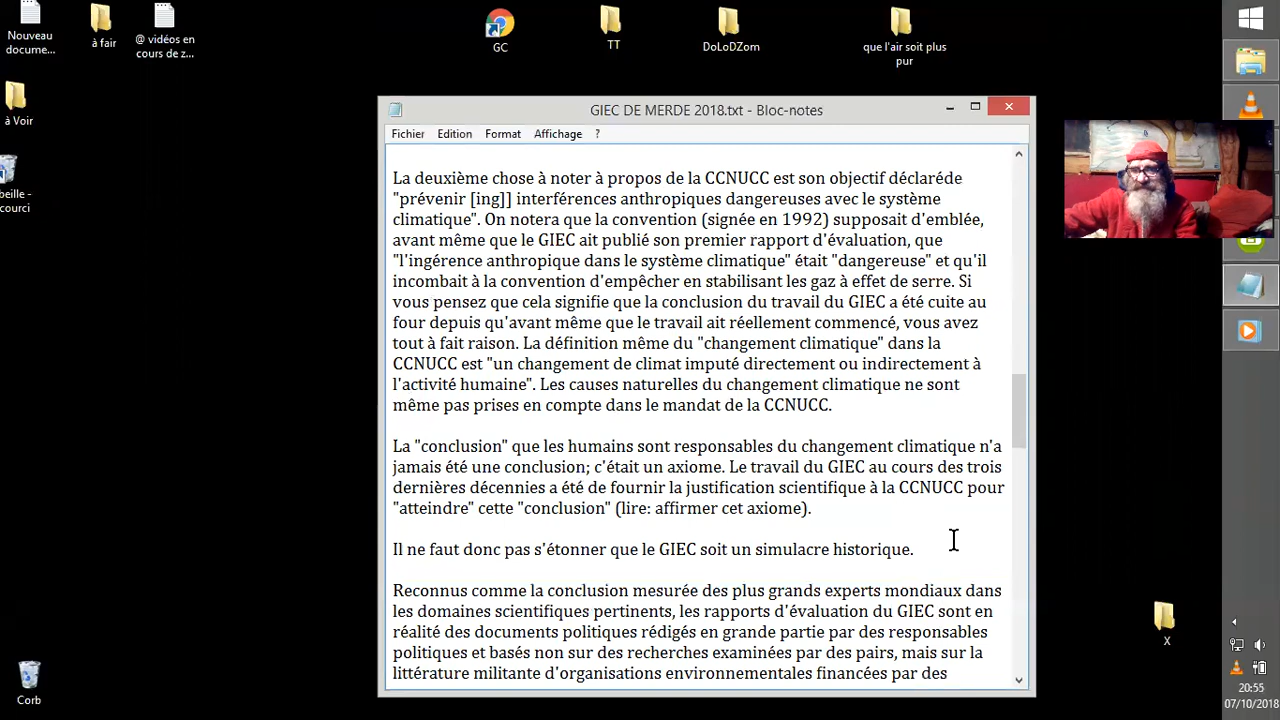 Nouveau
docume...
à fair
@ vidéos en
cours de z...
GC
TT
DoLoDZom
que l'air soit plus
pur
à Voir
beille -
courci
GIEC DE MERDE 2018.txt - Bloc-notes
Fichier Edition Format Affichage ?
La deuxième chose à noter à propos de la CCNUCC est son objectif déclaréde
"prévenir [ing]] interférences anthropiques dangereuses avec le système
climatique". On notera que la convention (signée en 1992) supposait d'emblée,
avant même que le GIEC ait publié son premier rapport d'évaluation, que
"l'ingérence anthropique dans le système climatique" était "dangereuse" et qu'il
incombait à la convention d'empêcher en stabilisant les gaz à effet de serre. Si
vous pensez que cela signifie que la conclusion du travail du GIEC a été cuite au
four depuis qu'avant même que le travail ait réellement commencé, vous avez
tout à fait raison. La définition même du "changement climatique" dans la
CCNUCC est "un changement de climat imputé directement ou indirectement à
l'activité humaine". Les causes naturelles du changement climatique ne sont
même pas prises en compte dans le mandat de la CCNUCC.
La "conclusion" que les humains sont responsables du changement climatique n'a
jamais été une conclusion; c'était un axiome. Le travail du GIEC au cours des trois
dernières décennies a été de fournir la justification scientifique à la CCNUCC pour
"atteindre" cette "conclusion" (lire: affirmer cet axiome).
Il ne faut donc pas s'étonner que le GIEC soit un simulacre historique.
Reconnus comme la conclusion mesurée des plus grands experts mondiaux dans
les domaines scientifiques pertinents, les rapports d'évaluation du GIEC sont en
réalité des documents politiques rédigés en grande partie par des responsables
politiques et basés non sur des recherches examinées par des pairs, mais sur la
littérature militante d'organisations environnementales financées par des
X
Corb
20:55
07/10/2018